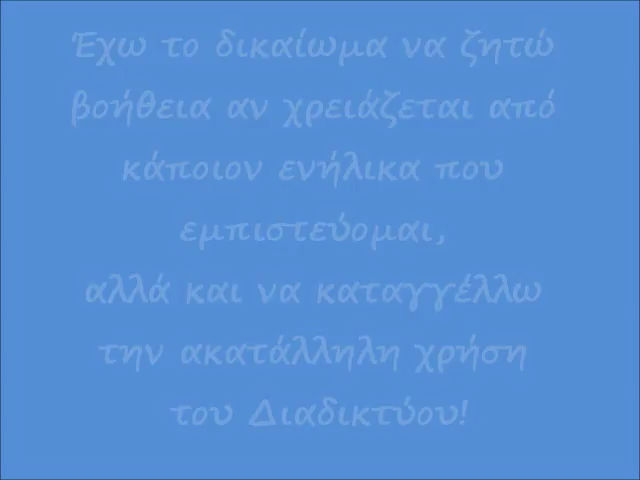 Έχω το δικαίωμα να ζητώ
βοήθεια αν χρειάζεται από
κάποιον ενήλικα που
εμπιστεύομαι,
αλλά και να καταγγέλλω
την ακατάλληλη χρήση
του Διαδικτύου!